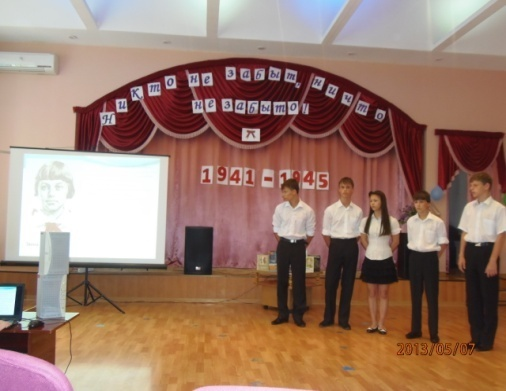 Никто не забыт, ничто
не забыто!
1941 – 1945
2013/05/07